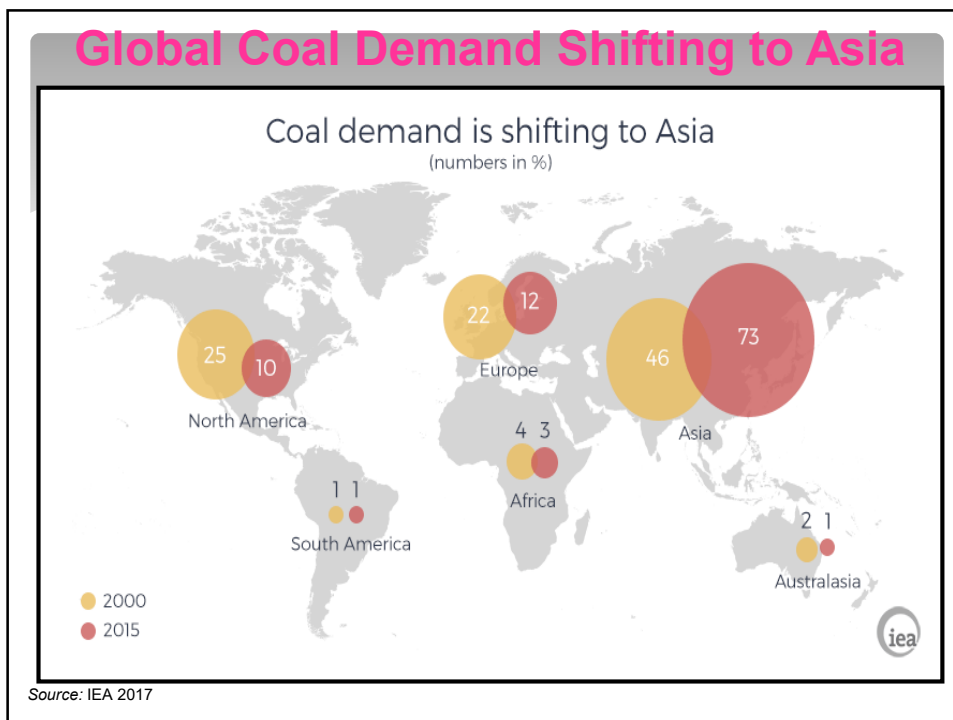 Global Coal Demand Shifting to Asia
Coal demand is shifting to Asia
(numbers in %)
22
12
25
10
46
73
Europe
North America
Asia
4 3
Africa
1 1
South America
2 1
Australasia
2000
2015
iea
Source: IEA 2017